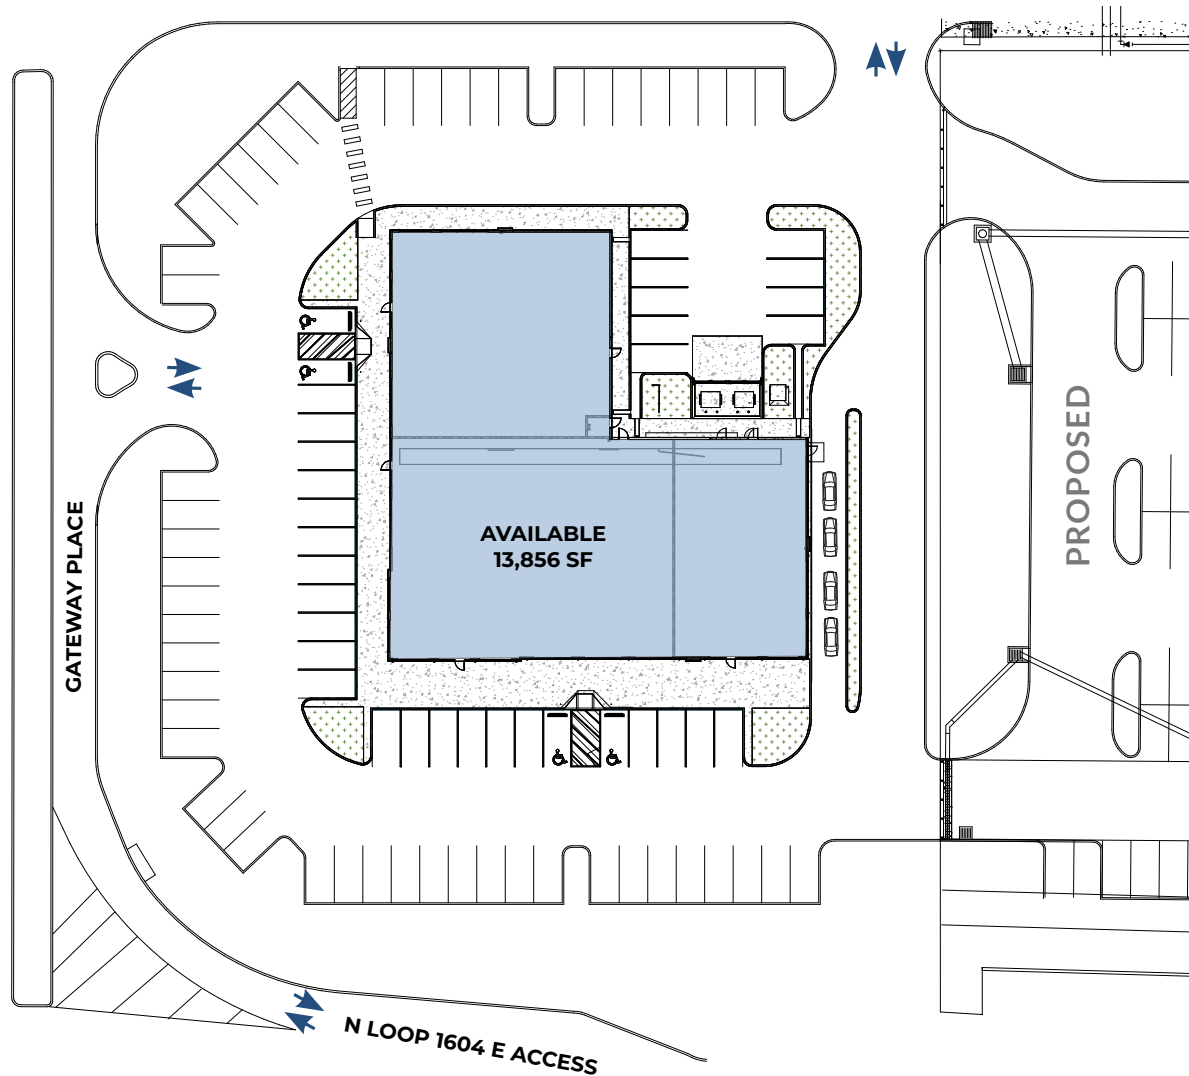 PROPOSED
GATEWAY PLACE
AVAILABLE
13,856 SF
N LOOP 1604 E ACCESS